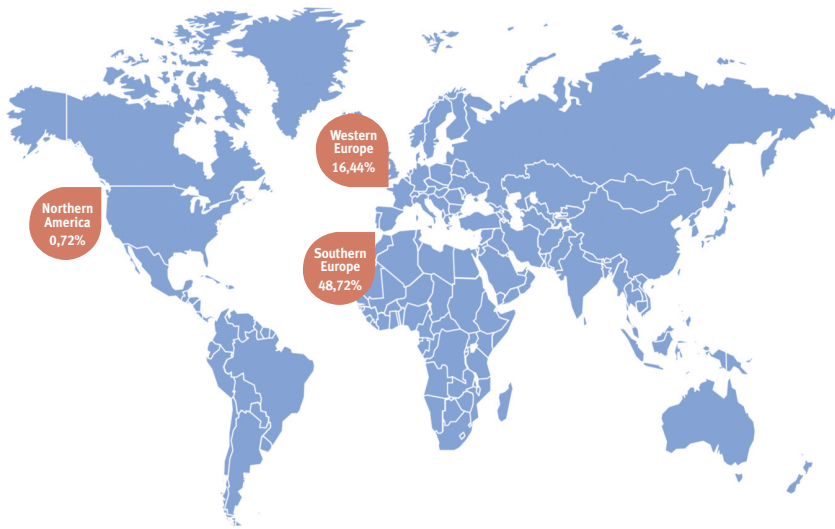 Western
Europe
16,44%
Northern
America
0,72%
Southern
Europe
48,72%